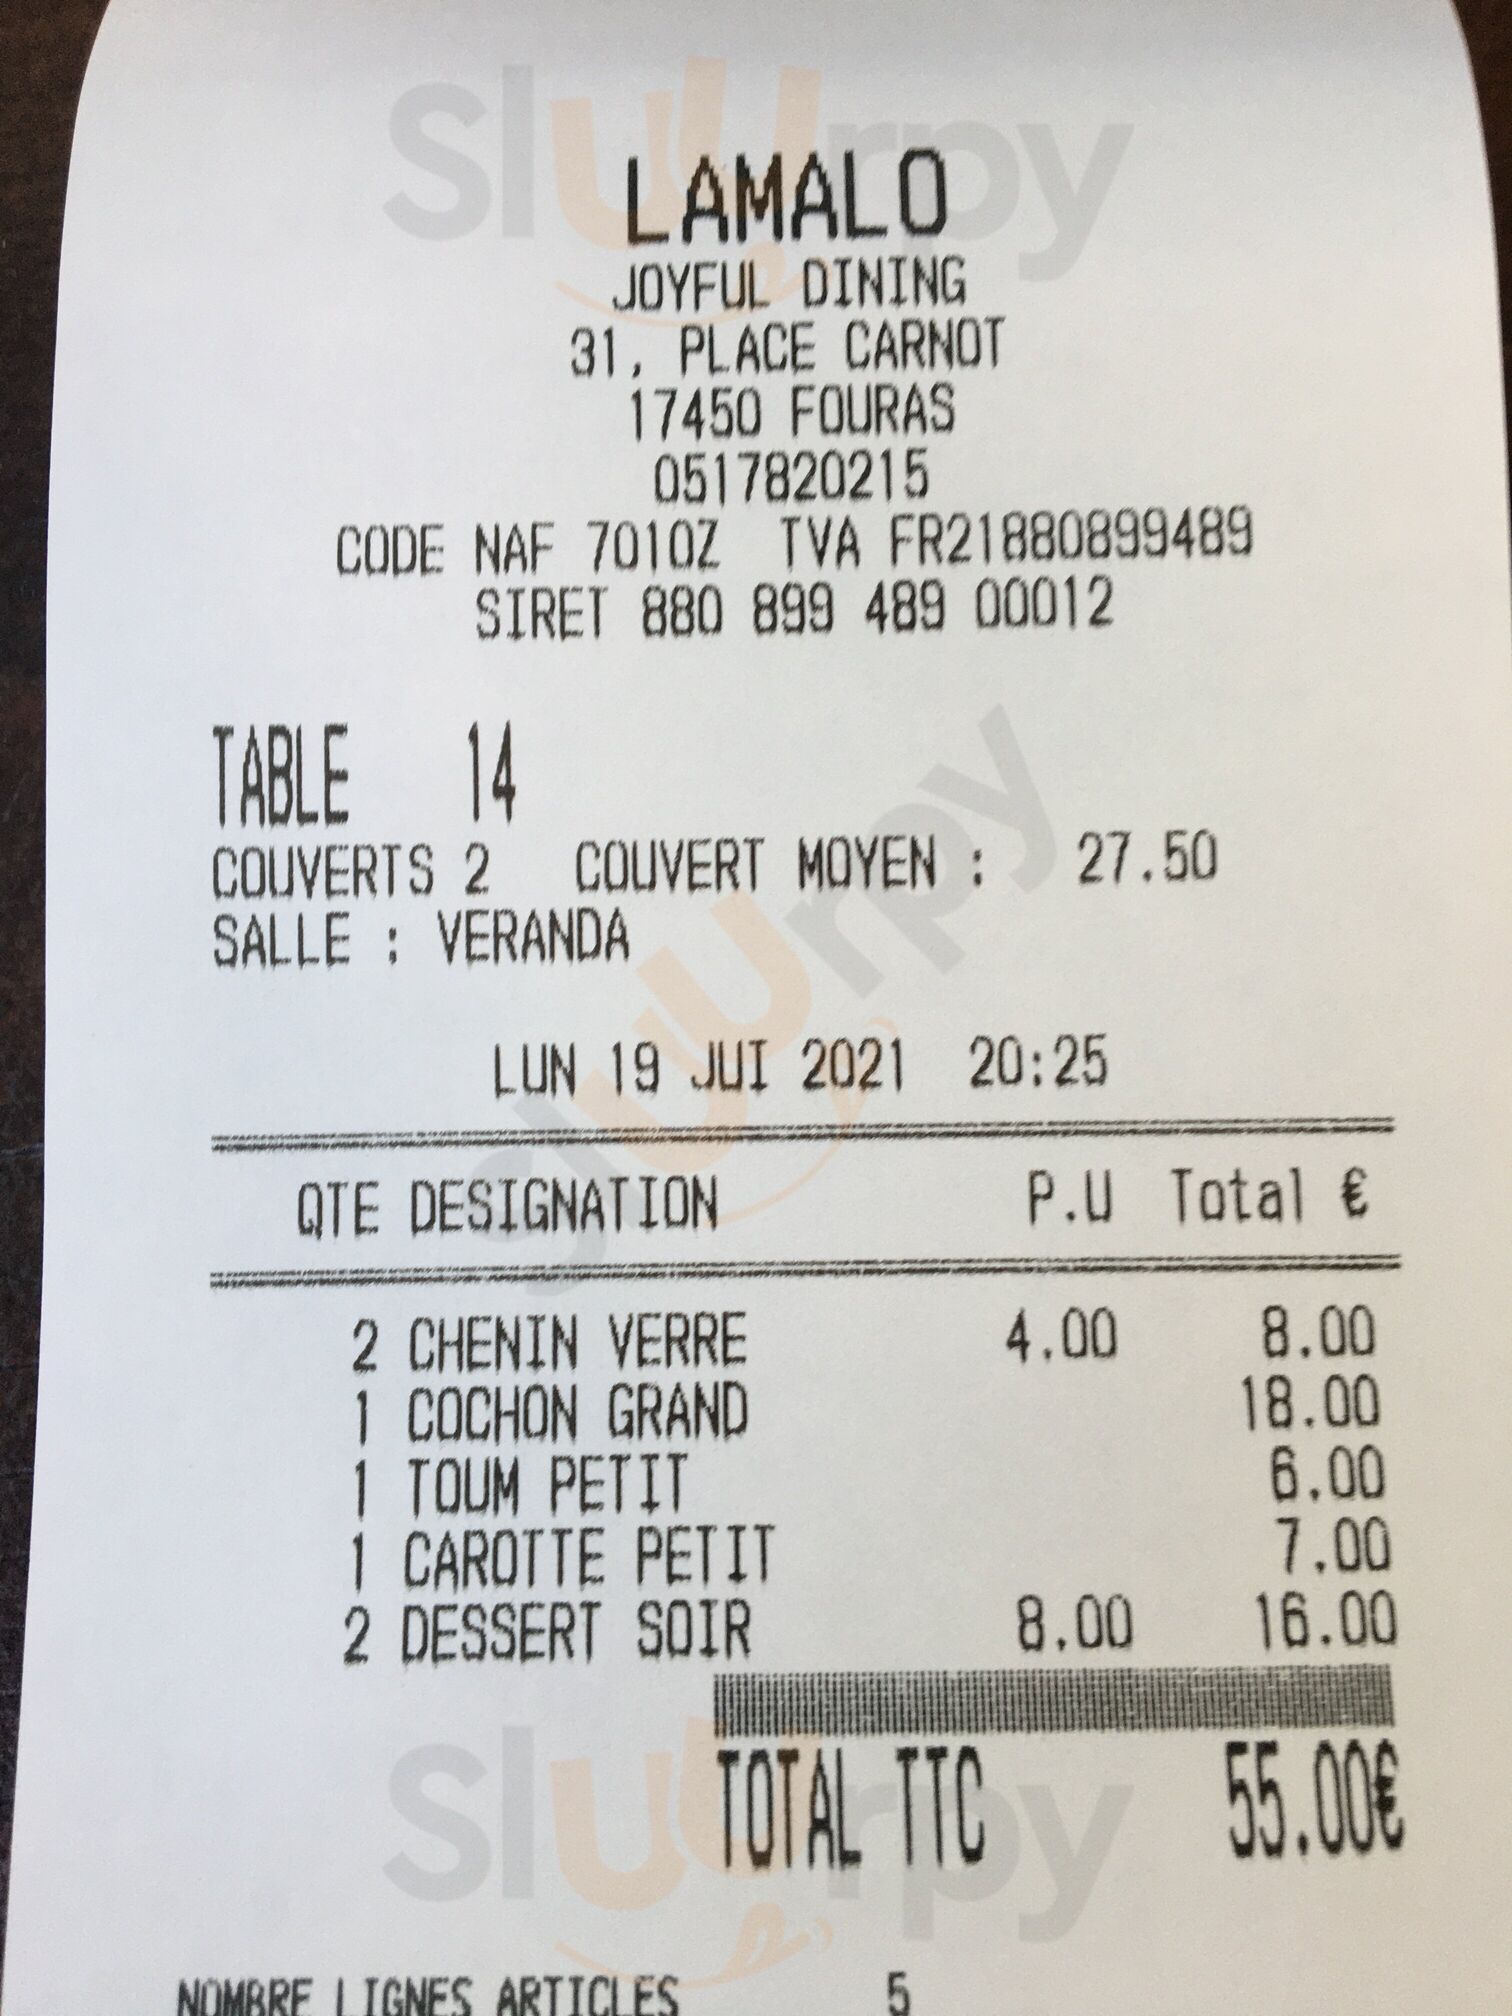 Sluurpy
LAMALO
JOYFUL DINING
31, PLACE CARNOT
17450 FOURAS
0517820215
CODE NAF 7010Z TVA FR21880899489
SIRET 880 899 489 00012
TABLE 14
COUVERTS 2 COUVERT MOYEN : 27.50
SALLE : VERANDA
Sluurpy
LUN 19 JUI 2021 20:25
QTE DESIGNATION P.U Total €
2 CHENIN VERRE 4.00 8.00
1 COCHON GRAND 18.00
1 TOUM PETIT 6.00
1 CAROTTE PETIT 7.00
2 DESSERT SOIR 8.00 16.00
TOTAL TTC 55.00€
Sluurpy
NOMBRE LIGNES ARTICLES 5